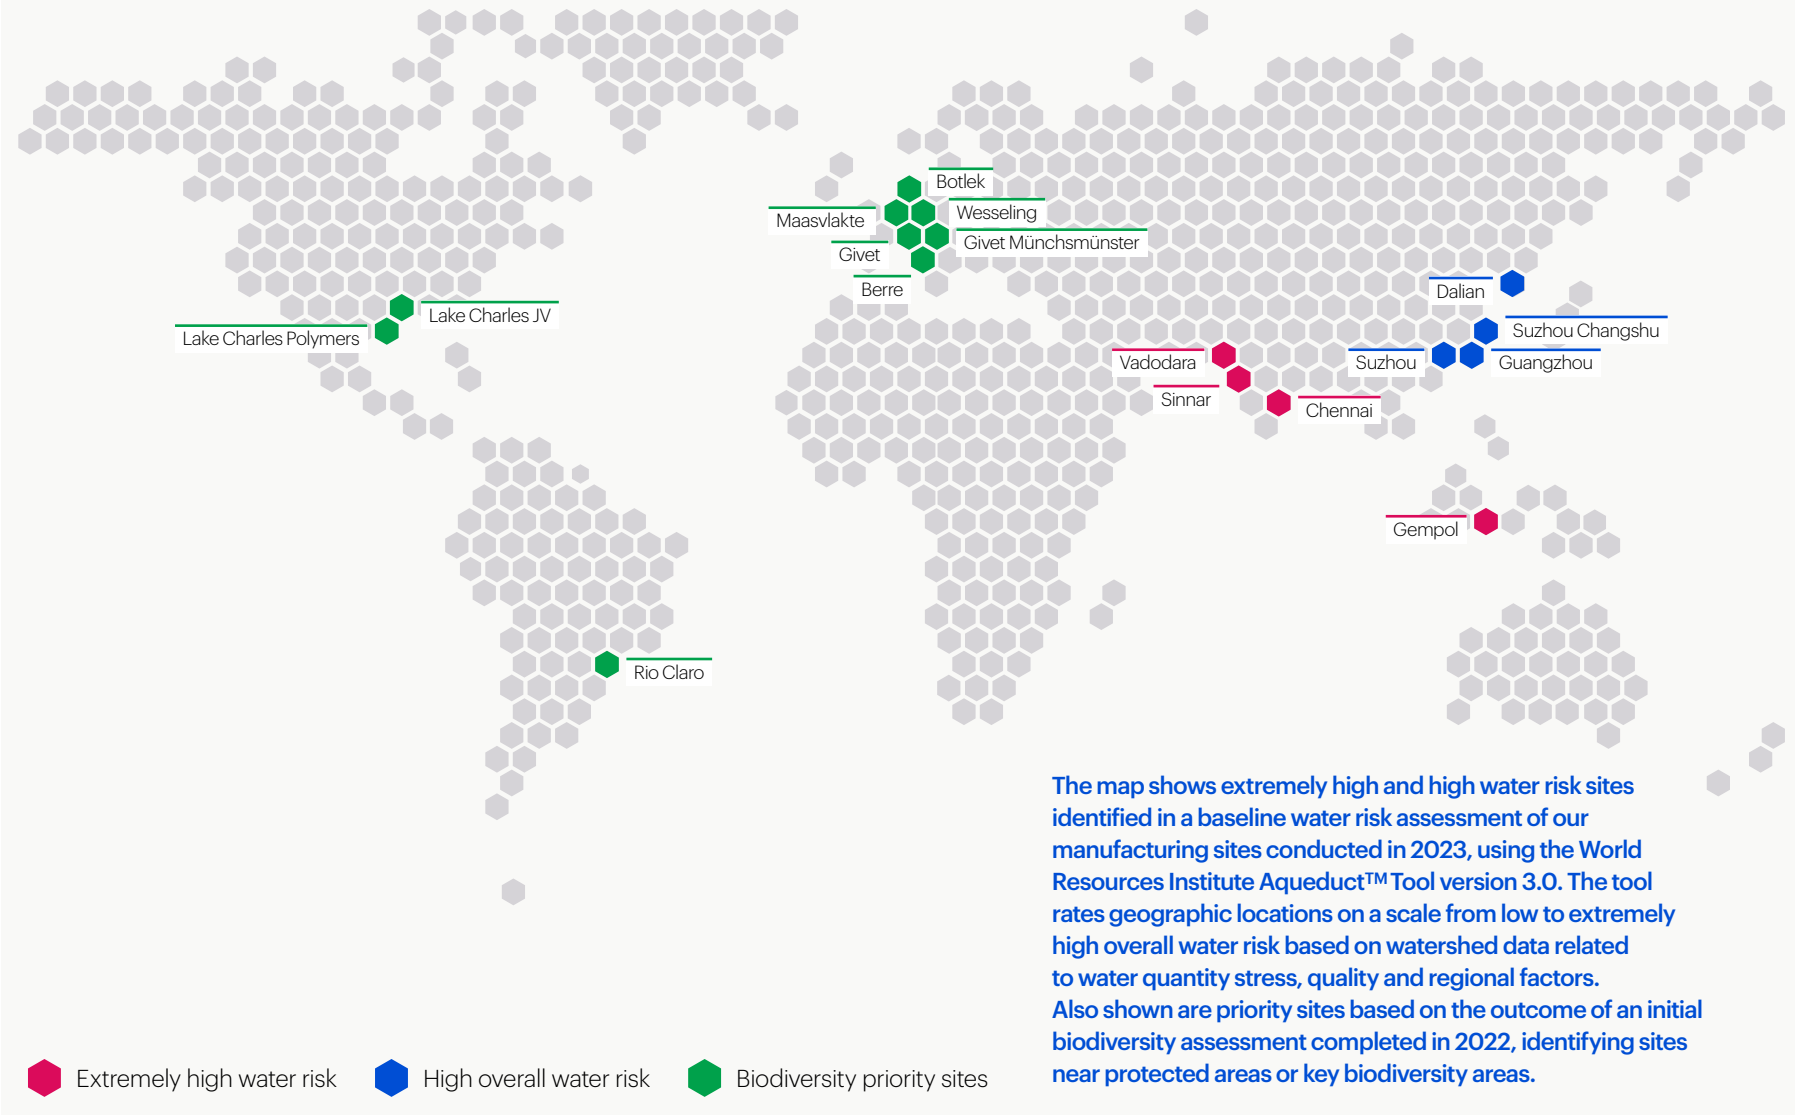 Botlek
Maasvlakte
Wesseling
Givet Münchsmünster
Givet
Berre
Dalian
Lake Charles JV
Lake Charles Polymers
Suzhou Changshu
Vadodara
Suzhou
Guangzhou
Sinnar
Chennai
Gempol
Rio Claro
The map shows extremely high and high water risk sites
identified in a baseline water risk assessment of our
manufacturing sites conducted in 2023, using the World
Resources Institute Aqueduct™ Tool version 3.0. The tool
rates geographic locations on a scale from low to extremely
high overall water risk based on watershed data related
to water quantity stress, quality and regional factors.
Also shown are priority sites based on the outcome of an initial
biodiversity assessment completed in 2022, identifying sites
near protected areas or key biodiversity areas.
Extremely high water risk
High overall water risk
Biodiversity priority sites